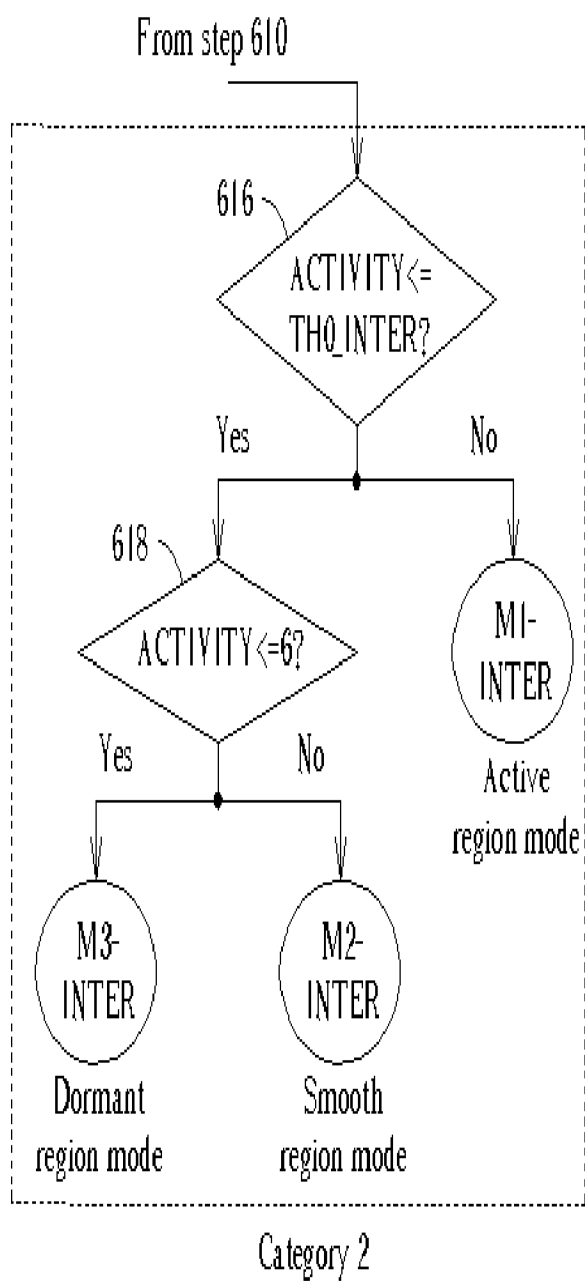 From step 610
616
ACTIVITY<=
TH0_INTER?
Yes
No
618
ACTIVITY<=6?
M1-
INTER
Yes
No
Active
region mode
M3-
INTER
M2-
INTER
Dormant
region mode
Smooth
region mode
Category 2